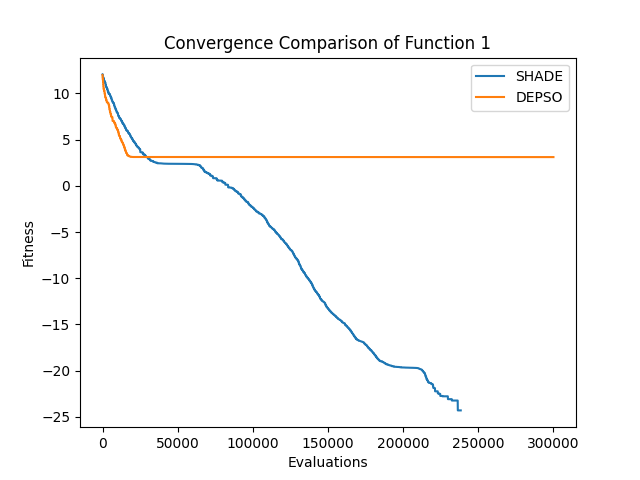 Convergence Comparison of Function 1
SHADE
DEPSO
10
5
0
−5
−10
−15
−20
−25
Fitness
0 50000 100000 150000 200000 250000 300000
Evaluations